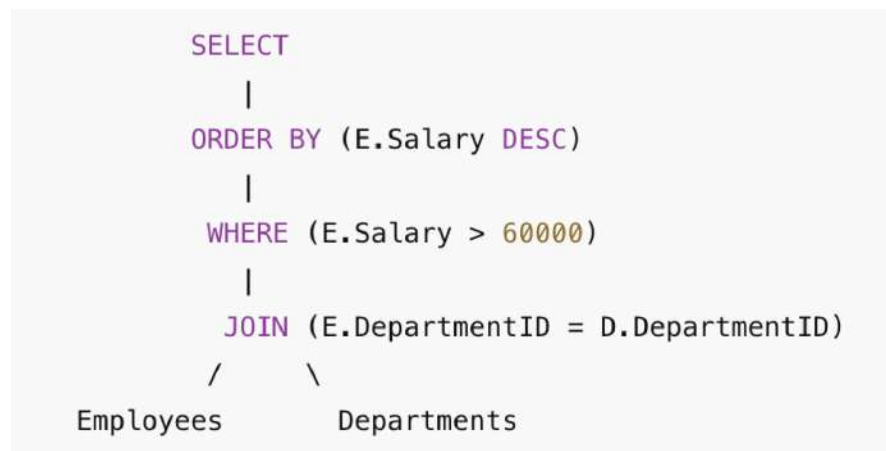 SELECT
|
ORDER BY (E.Salary DESC)
|
WHERE (E.Salary > 60000)
|
JOIN (E.DepartmentID = D.DepartmentID)
/ \
Employees Departments